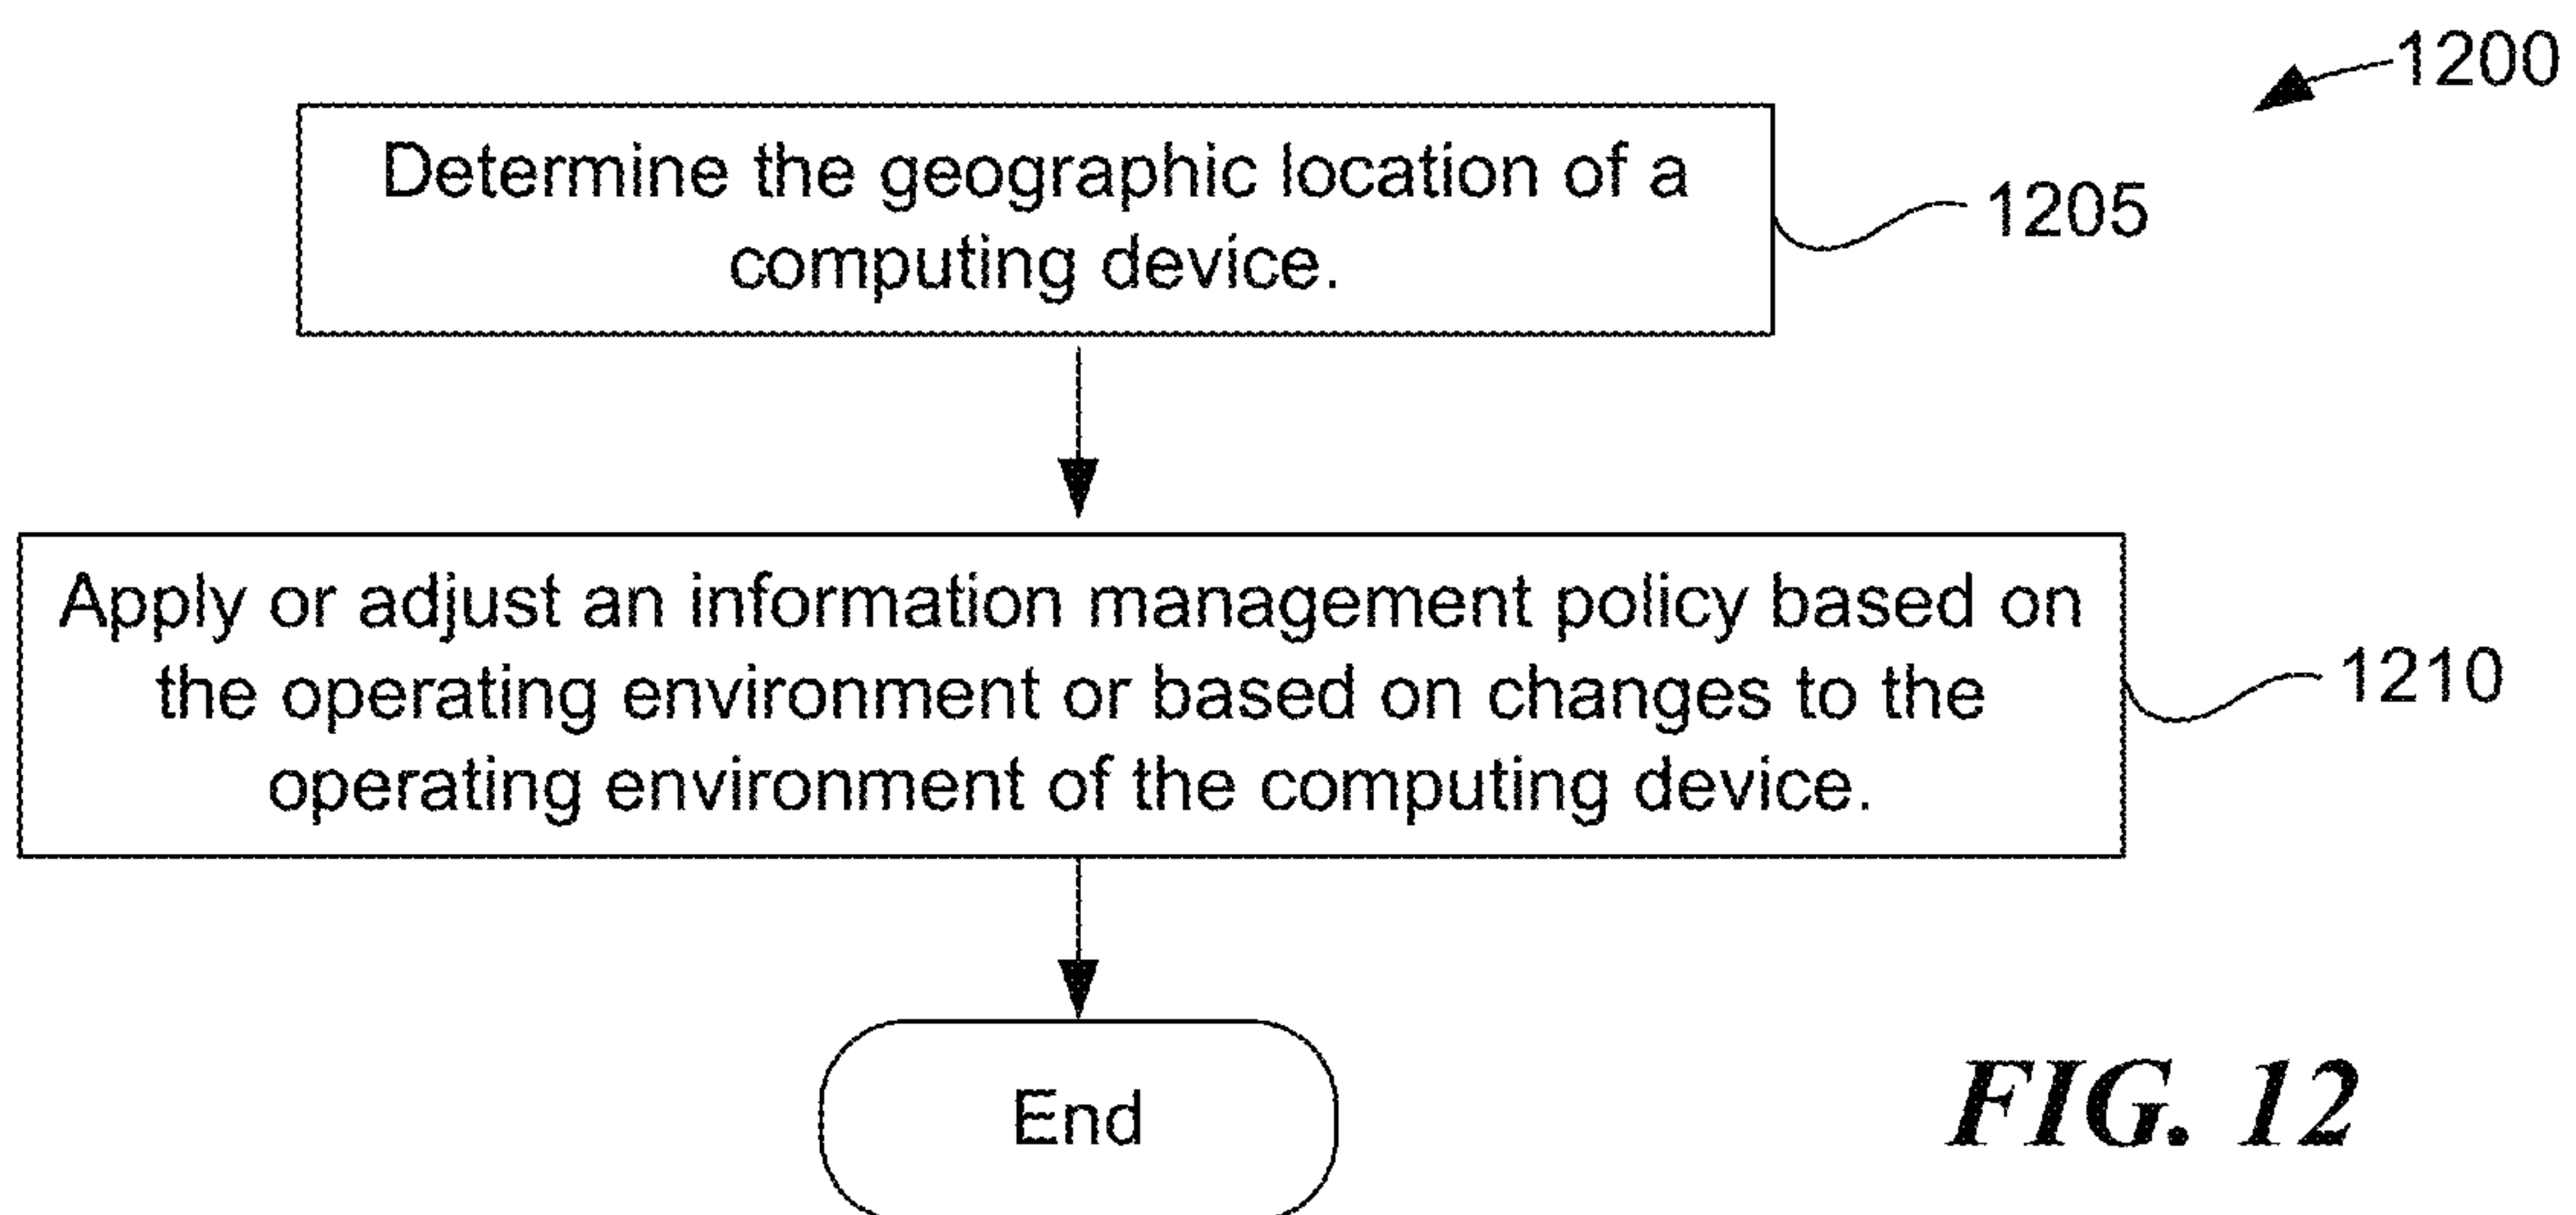 1200
Determine the geographic location of a
computing device.
1205
Apply or adjust an information management policy based on
the operating environment or based on changes to the
operating environment of the computing device.
1210
End
FIG. 12